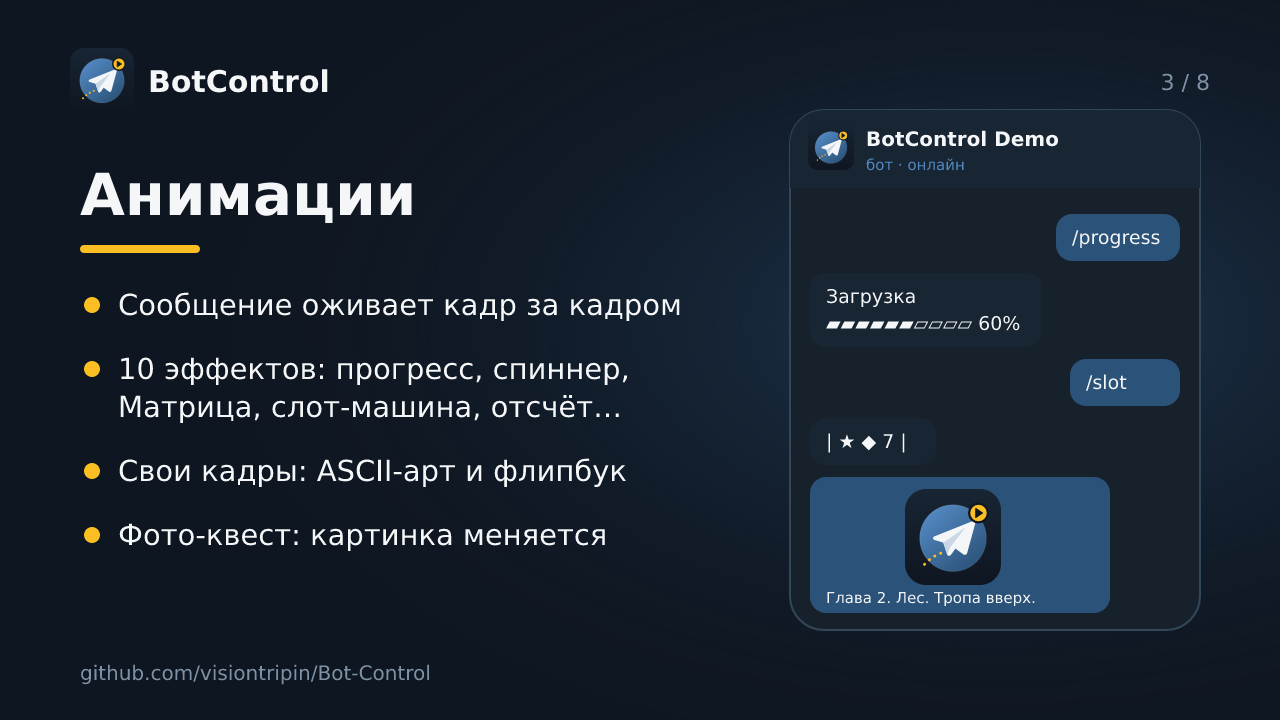 BotControl
3 / 8
Анимации
Сообщение оживает кадр за кадром
10 эффектов: прогресс, спиннер,
Матрица, слот-машина, отсчёт…
Свои кадры: ASCII-арт и флипбук
Фото-квест: картинка меняется
github.com/visiontripin/Bot-Control
BotControl Demo
бот · онлайн
/progress
Загрузка
▰▰▰▰▰▰▱▱▱▱ 60%
/slot
| ★ ◆ 7 |
Глава 2. Лес. Тропа вверх.